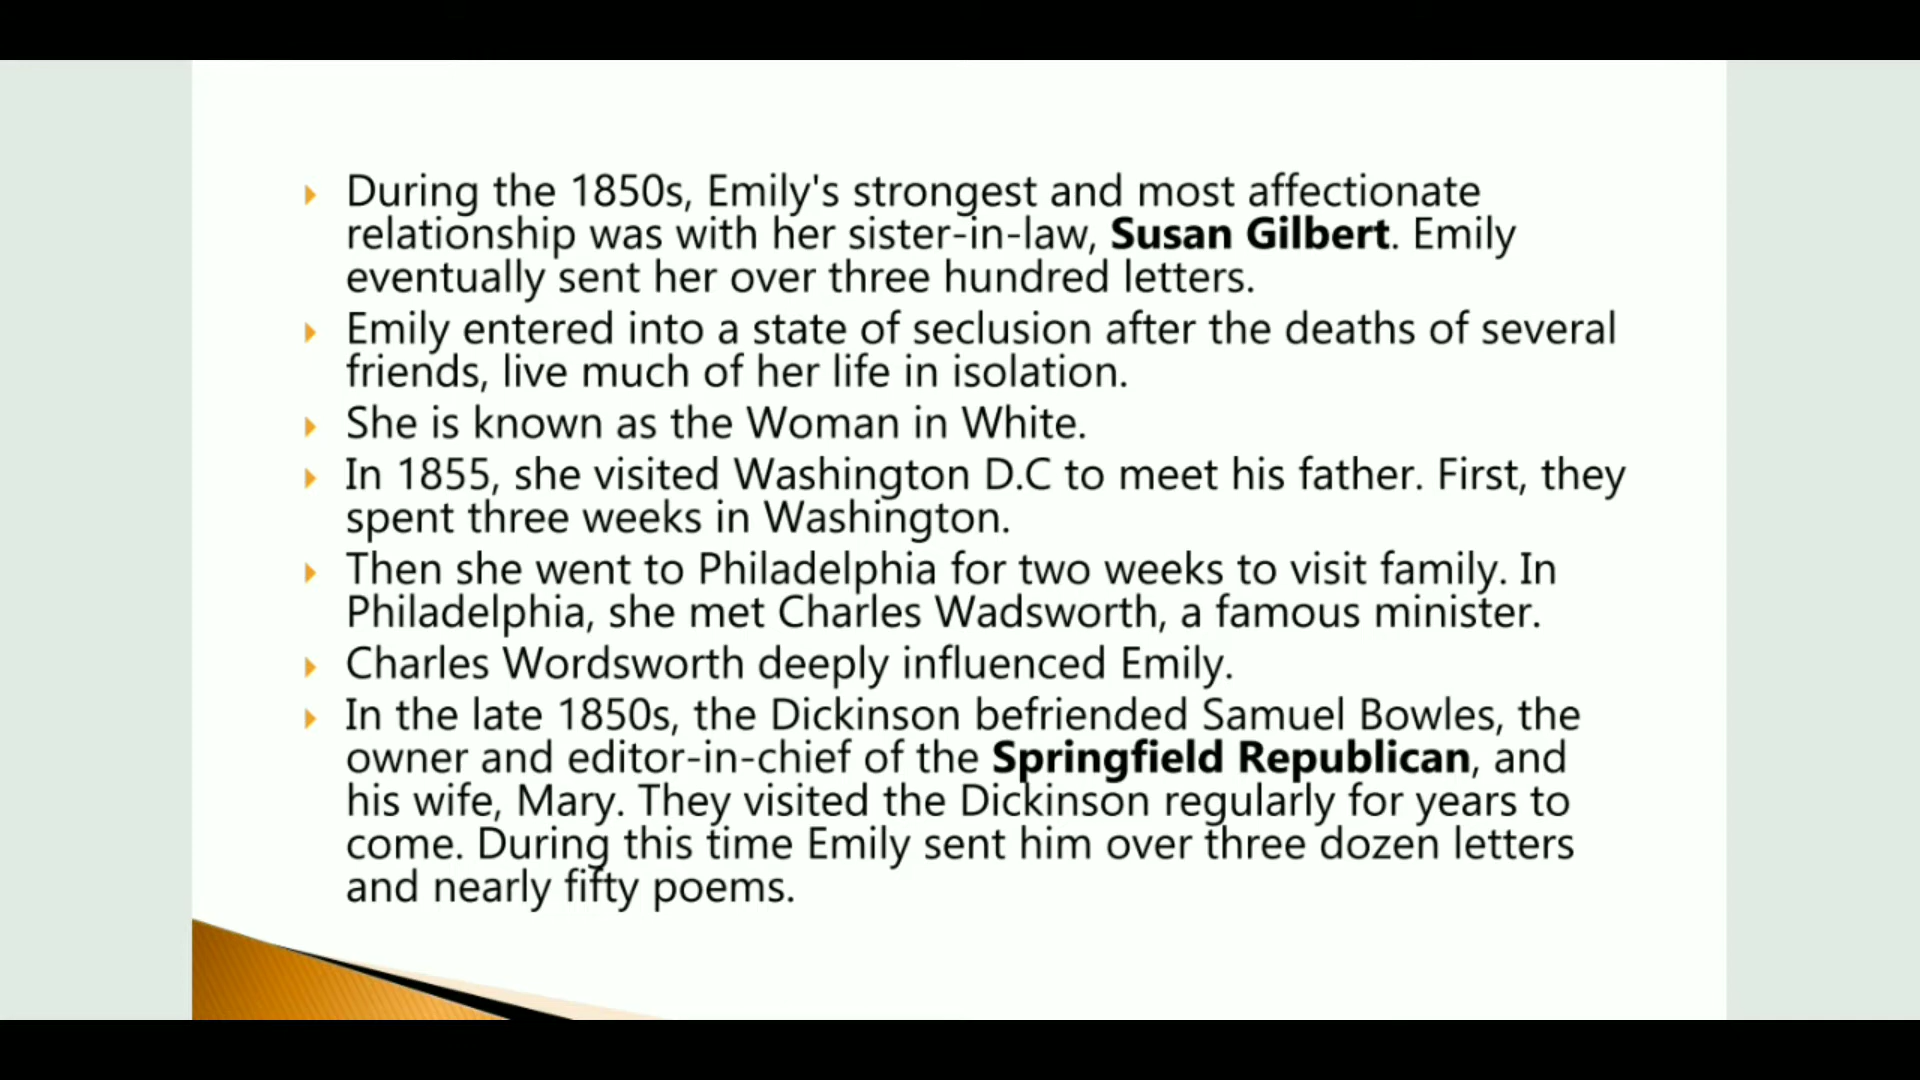 During the 1850s, Emily's strongest and most affectionate
relationship was with her sister-in-law, Susan Gilbert. Emily
eventually sent her over three hundred letters.
Emily entered into a state of seclusion after the deaths of several
friends, live much of her life in isolation.
She is known as the Woman in White.
In 1855, she visited Washington D.C to meet his father. First, they
spent three weeks in Washington.
Then she went to Philadelphia for two weeks to visit family. In
Philadelphia, she met Charles Wadsworth, a famous minister.
Charles Wordsworth deeply influenced Emily.
In the late 1850s, the Dickinson befriended Samuel Bowles, the
owner and editor-in-chief of the Springfield Republican, and
his wife, Mary. They visited the Dickinson regularly for years to
come. During this time Emily sent him over three dozen letters
and nearly fifty poems.